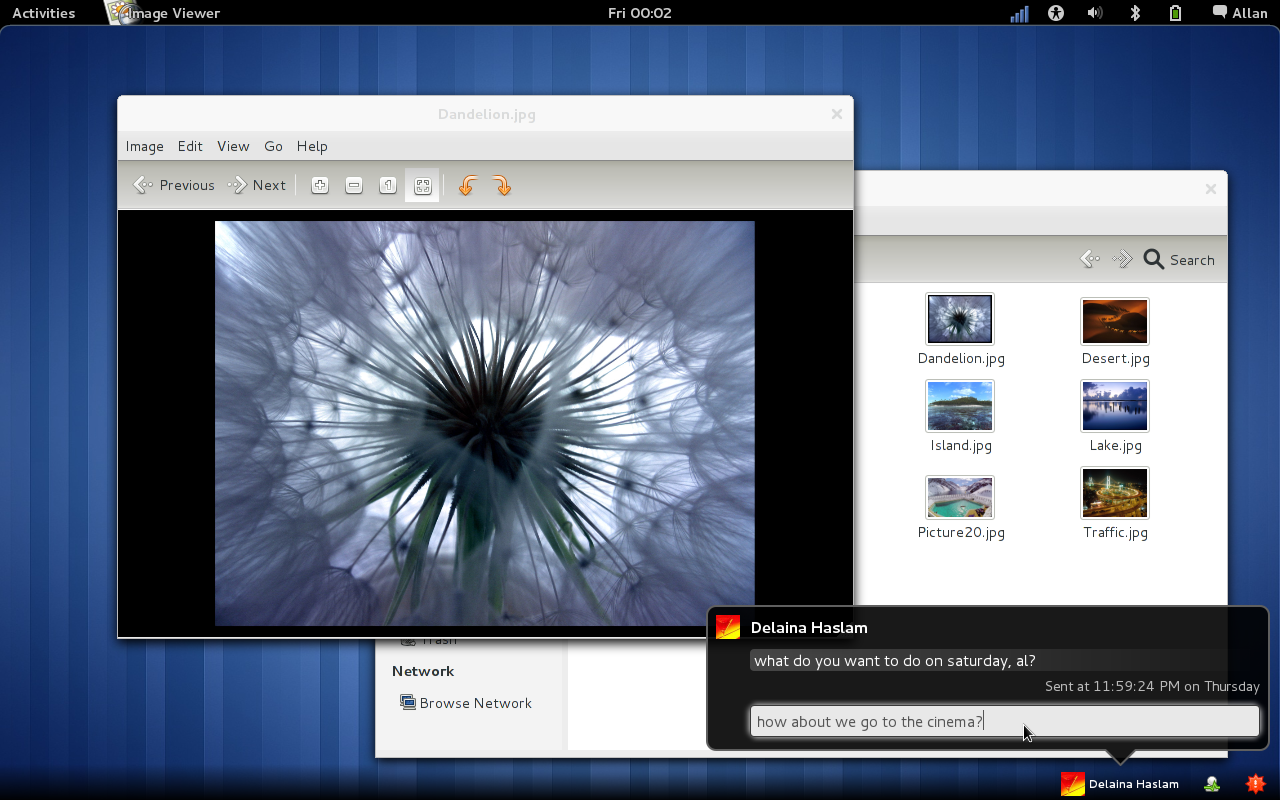 Activities Image Viewer Fri 00:02 Allan
Dandelion.jpg
Image Edit View Go Help
Previous Next
Search
Dandelion.jpg Desert.jpg
Island.jpg Lake.jpg
Picture20.jpg Traffic.jpg
Trash
Network
Browse Network
Delaina Haslam
what do you want to do on saturday, al?
Sent at 11:59:24 PM on Thursday
how about we go to the cinema?
Delaina Haslam